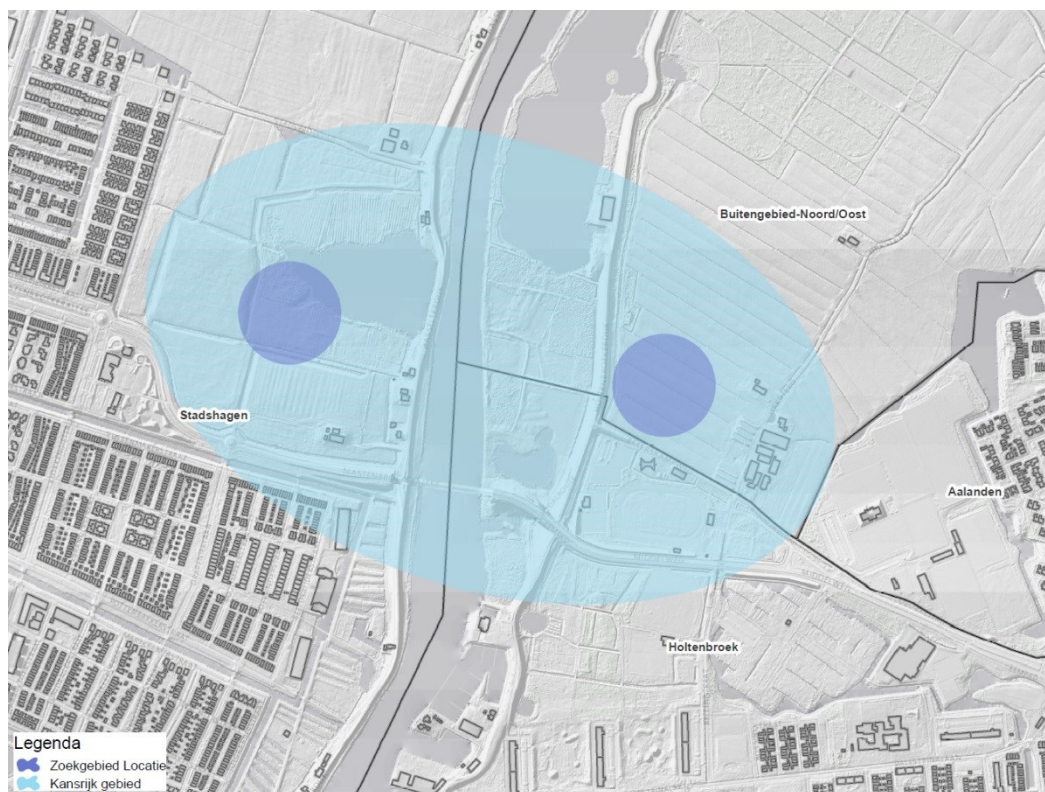 Buitengebied-Noord/Oost
Stadshagen
Aalanden
Holtenbroek
Legenda
Zoekgebied Locatie
Kansrijk gebied